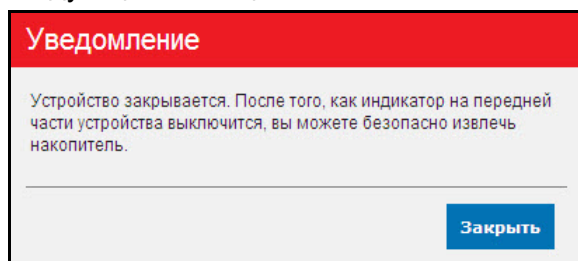 Уведомление
Устройство закрывается. После того, как индикатор на передней
части устройства выключится, вы можете безопасно извлечь
накопитель.
Закрыть